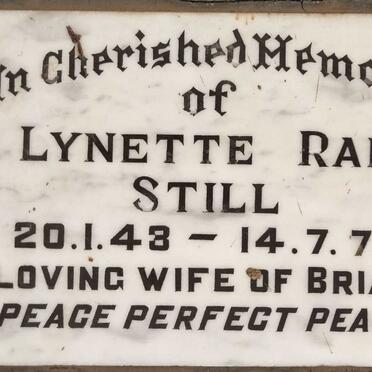 In Cherished Memo
of
LYNETTE RA
STILL
20.1.43 – 14.7.7
LOVING WIFE OF BRIA
PEACE PERFECT PEA